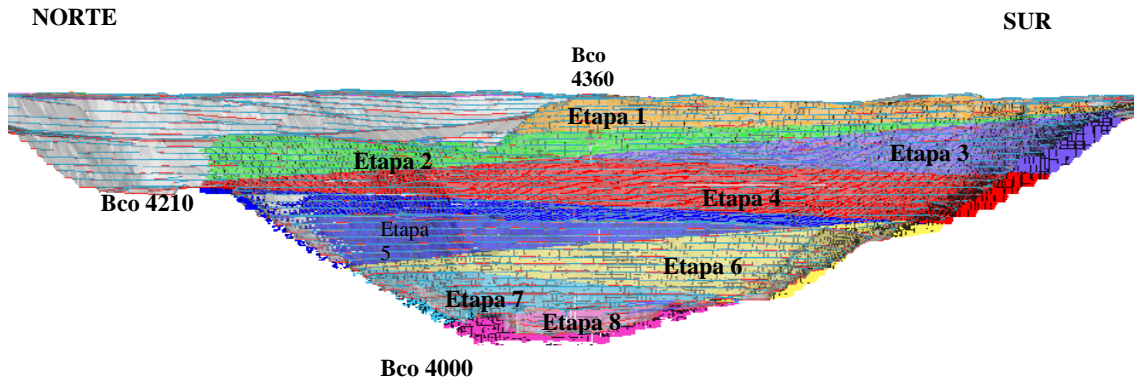 NORTE
SUR
Bco
4360
Etapa 1
Etapa 2
Etapa 3
Bco 4210
Etapa 4
Etapa
5
Etapa 6
Etapa 7
Etapa 8
Bco 4000